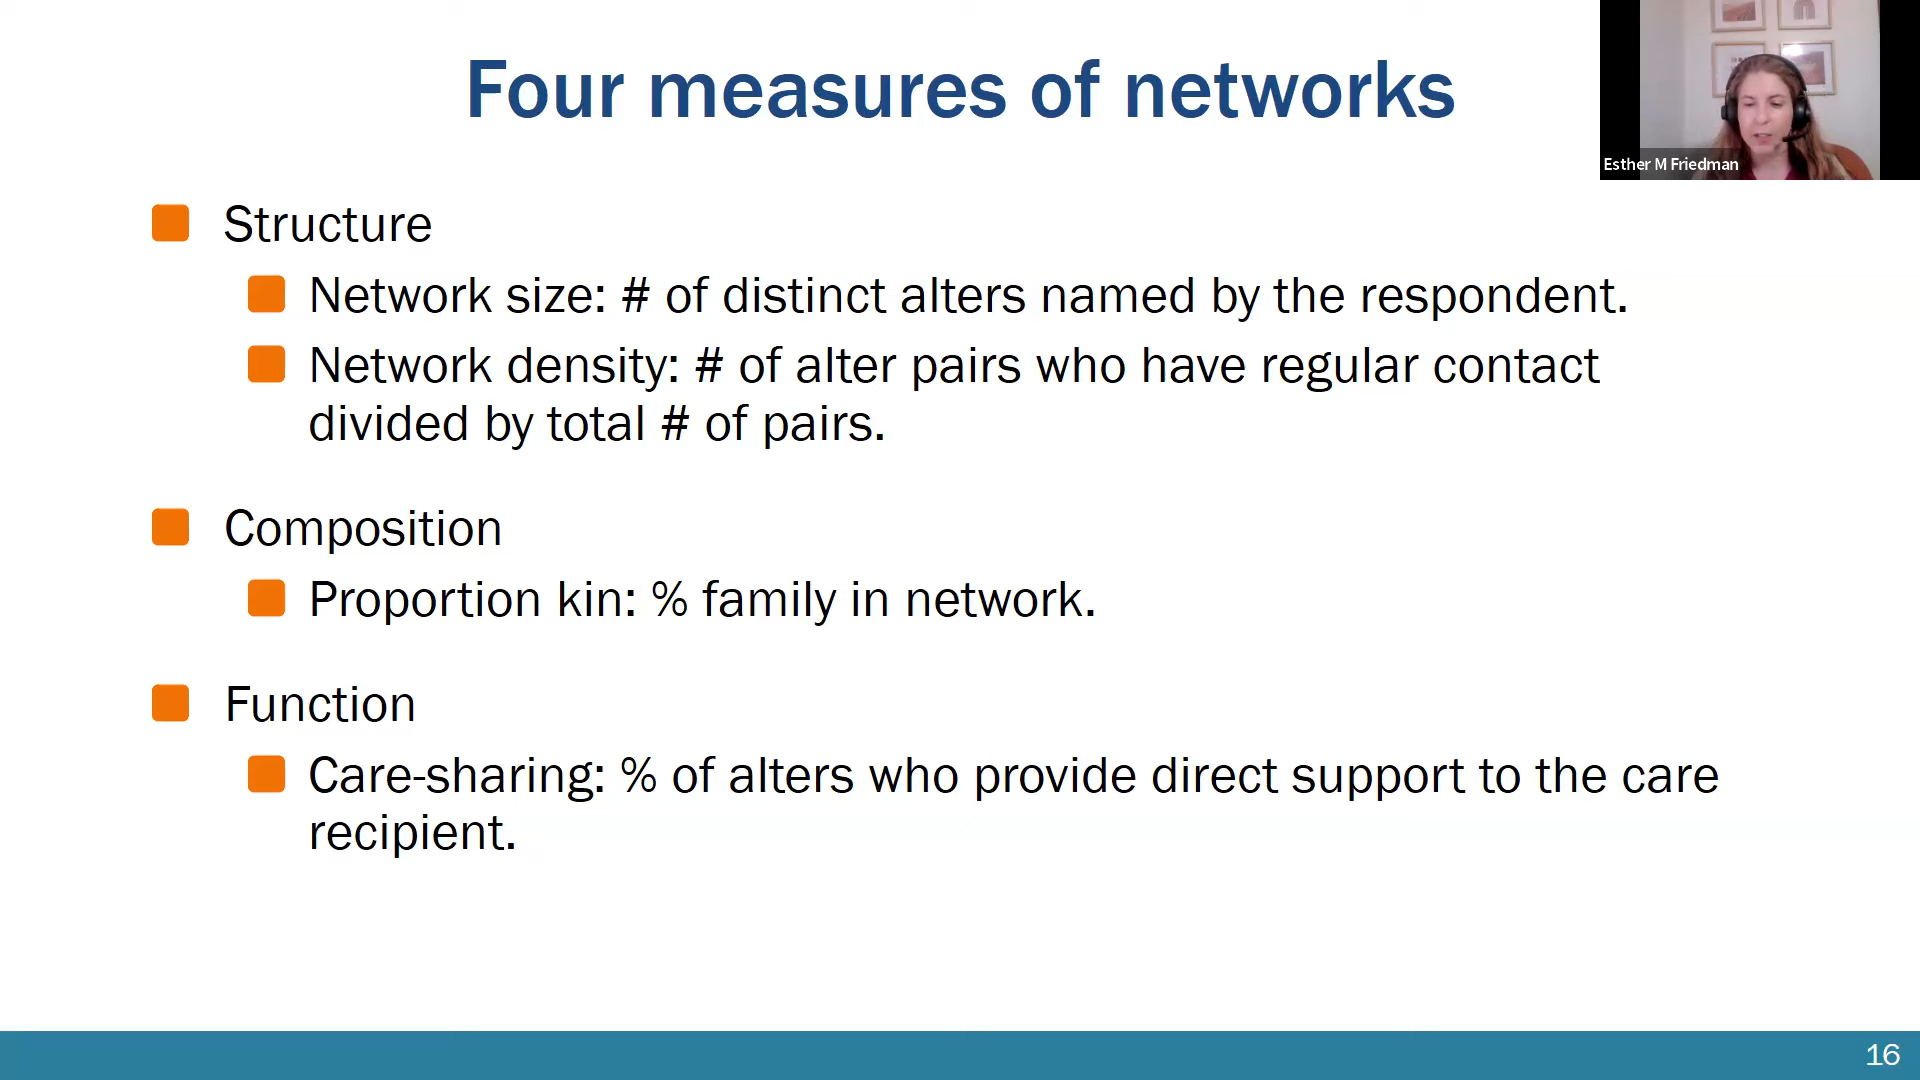 Four measures of networks
Esther M Friedman
Structure
Network size: # of distinct alters named by the respondent.
Network density: # of alter pairs who have regular contact
divided by total # of pairs.
Composition
Proportion kin: % family in network.
Function
Care-sharing: % of alters who provide direct support to the care
recipient.
16